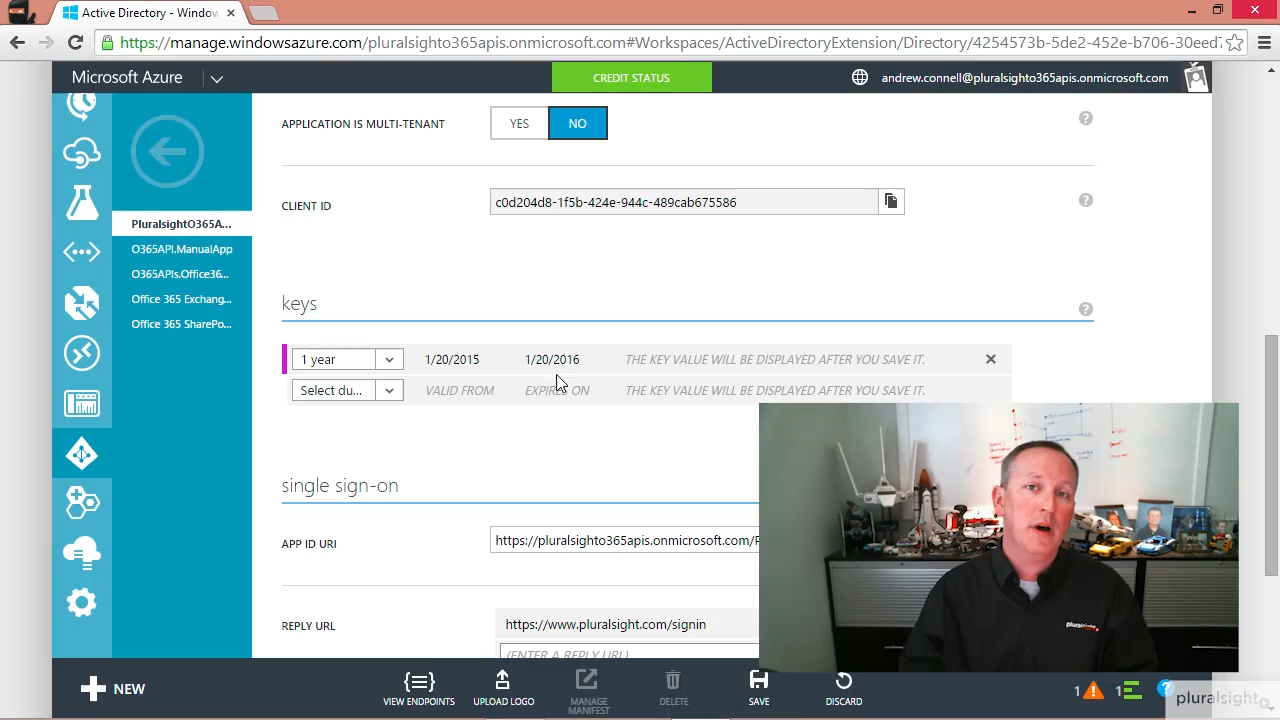 Active Directory - Window
https://manage.windowsazure.com/pluralsighto365apis.onmicrosoft.com#Workspaces/ActiveDirectoryExtension/Directory/4254573b-5de2-452e-b706-30eed7
Microsoft Azure
CREDIT STATUS
andrew.connell@pluralsighto365apis.onmicrosoft.com
APPLICATION IS MULTI-TENANT
YES
NO
?
CLIENT ID
c0d204d8-1f5b-424e-944c-489cab675586
?
PluralsightO365A...
O365API.ManualApp
O365APIs.Office36...
Office 365 Exchang...
Office 365 SharePo...
keys
?
1 year
1/20/2015
1/20/2016
THE KEY VALUE WILL BE DISPLAYED AFTER YOU SAVE IT.
Select du...
VALID FROM
EXPIRES ON
THE KEY VALUE WILL BE DISPLAYED AFTER YOU SAVE IT.
single sign-on
APP ID URI
https://pluralsighto365apis.onmicrosoft.com/P
REPLY URL
https://www.pluralsight.com/signin
(ENTER A REPLY URL)
pluralsight
NEW
VIEW ENDPOINTS
UPLOAD LOGO
MANAGE MANIFEST
DELETE
SAVE
DISCARD
1
1
?
pluralsight